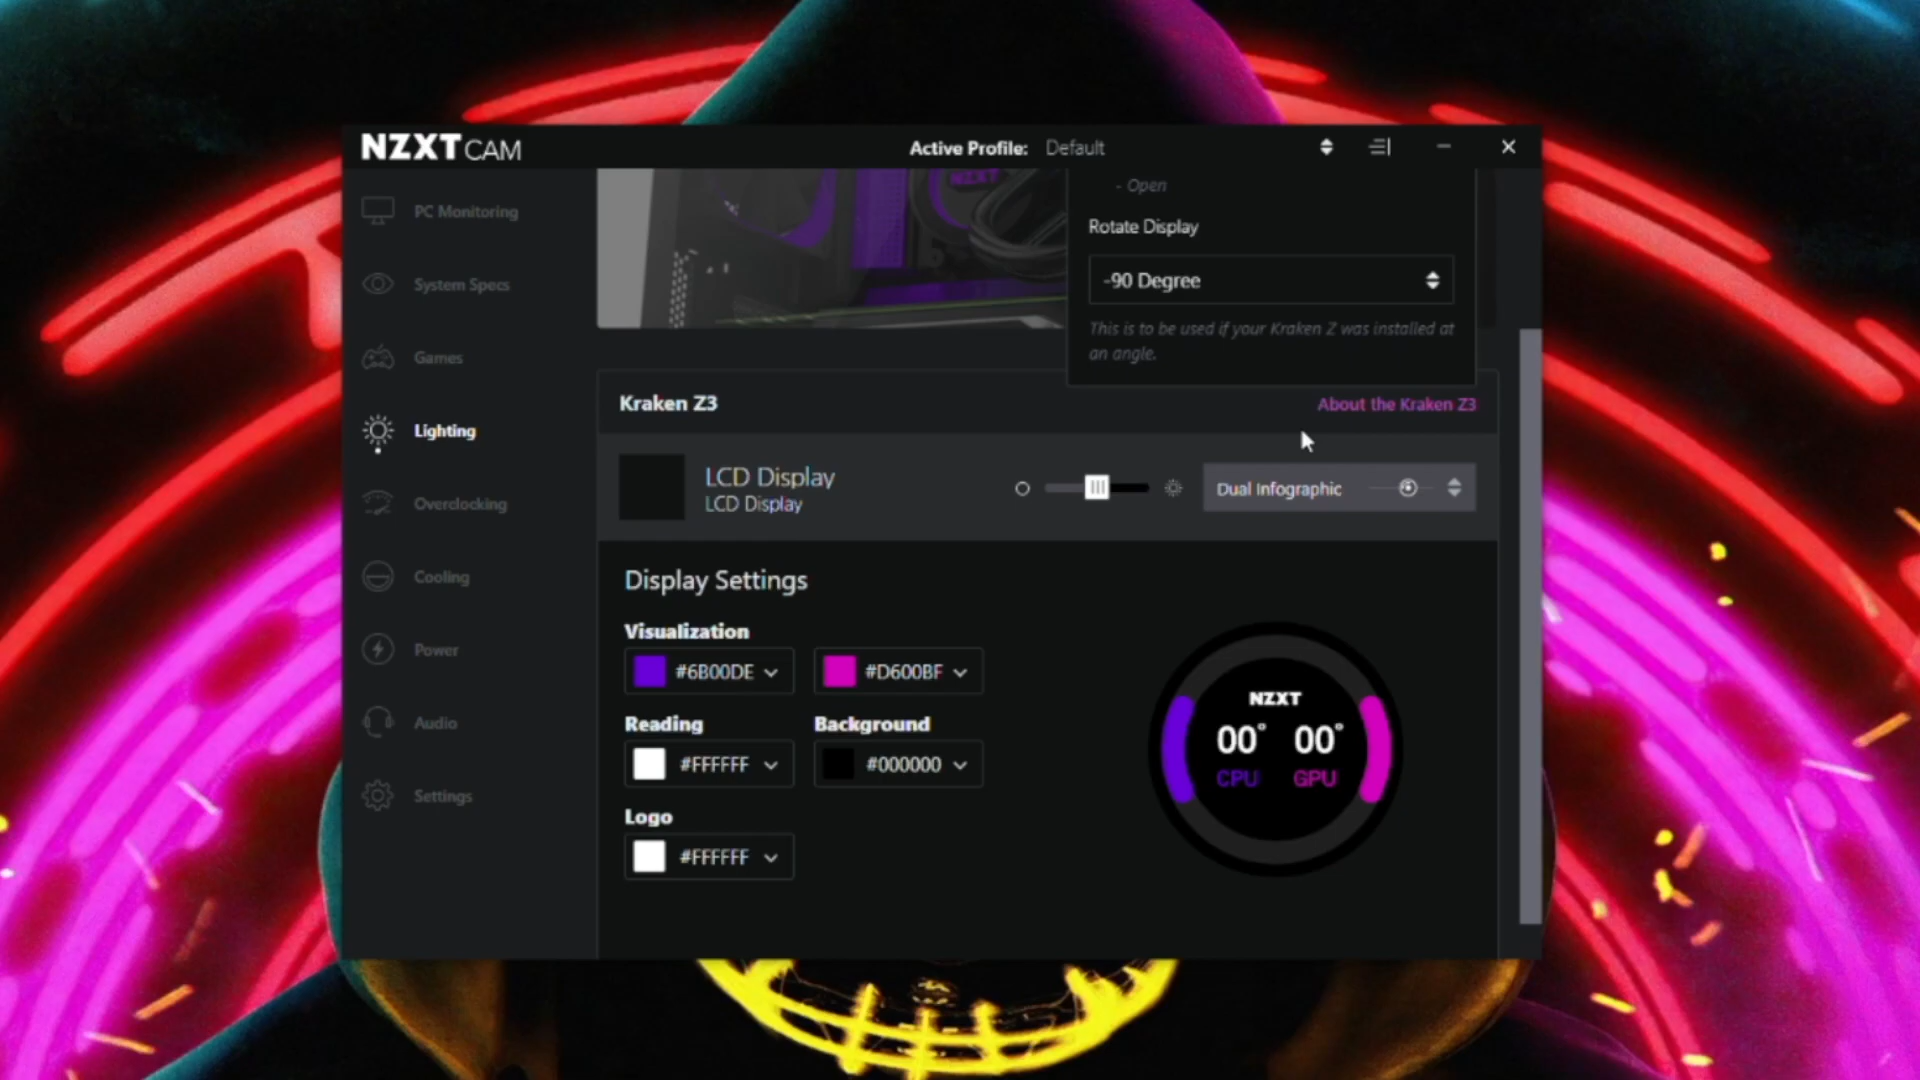 NZXT CAM
Active Profile: Default
PC Monitoring
System Specs
Games
Lighting
Overclocking
Cooling
Power
Audio
Settings
NZXT
- Open
Rotate Display
-90 Degree
This is to be used if your Kraken Z was installed at
an angle.
Kraken Z3
About the Kraken Z3
LCD Display
LCD Display
Dual Infographic
Display Settings
Visualization
#6B00DE
#D600BF
Reading
Background
#FFFFFF
#000000
Logo
#FFFFFF
NZXT
00° 00°
CPU GPU